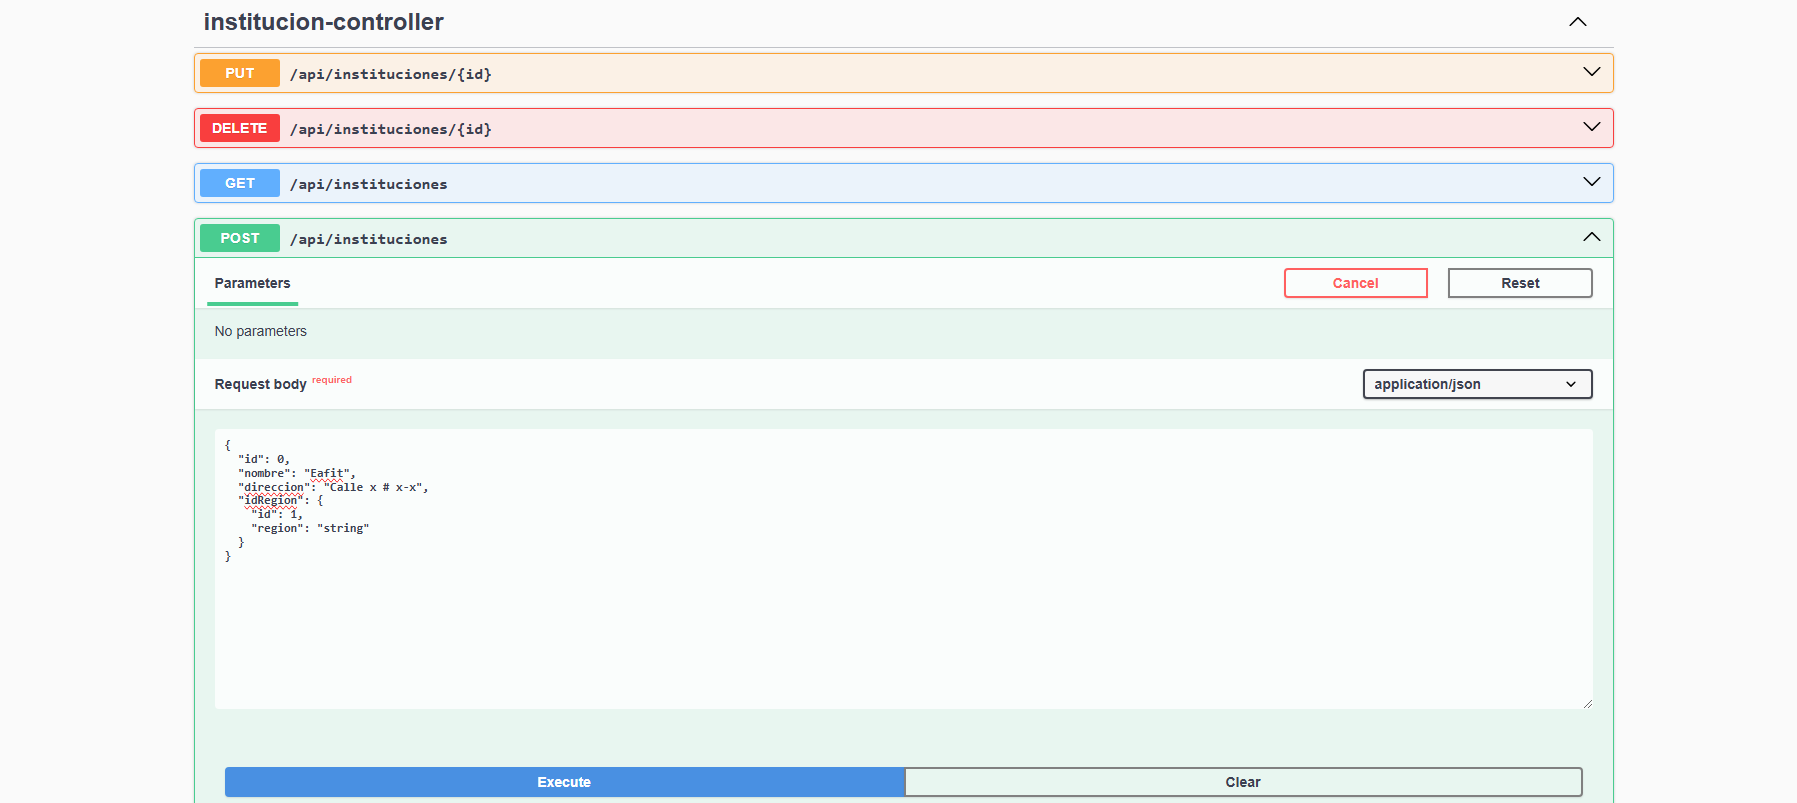 institucion-controller
PUT /api/instituciones/{id}
DELETE /api/instituciones/{id}
GET /api/instituciones
POST /api/instituciones
Parameters Cancel Reset
No parameters
Request body required application/json
{
  "id": 0,
  "nombre": "Eafit",
  "direccion": "Calle x # x-x",
  "idRegion": {
    "id": 1,
    "region": "string"
  }
}
Execute Clear